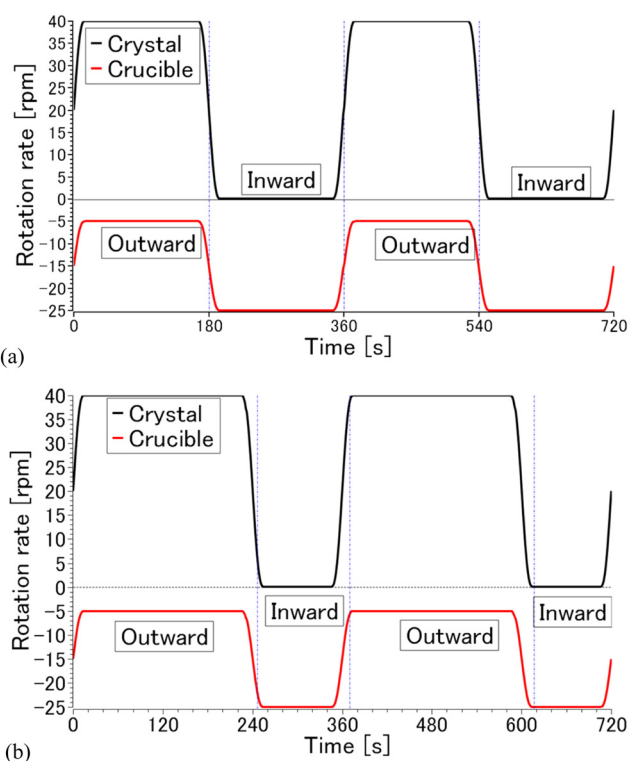 40
35
30
25
20
15
10
5
0
-5
-10
-15
-20
-25
Rotation rate [rpm]
Crystal
Crucible
Inward
Inward
Outward
Outward
0 180 360 540 720
Time [s]
(a)
40
35
30
25
20
15
10
5
0
-5
-10
-15
-20
-25
Rotation rate [rpm]
Crystal
Crucible
Inward
Inward
Outward
Outward
0 120 240 360 480 600 720
Time [s]
(b)